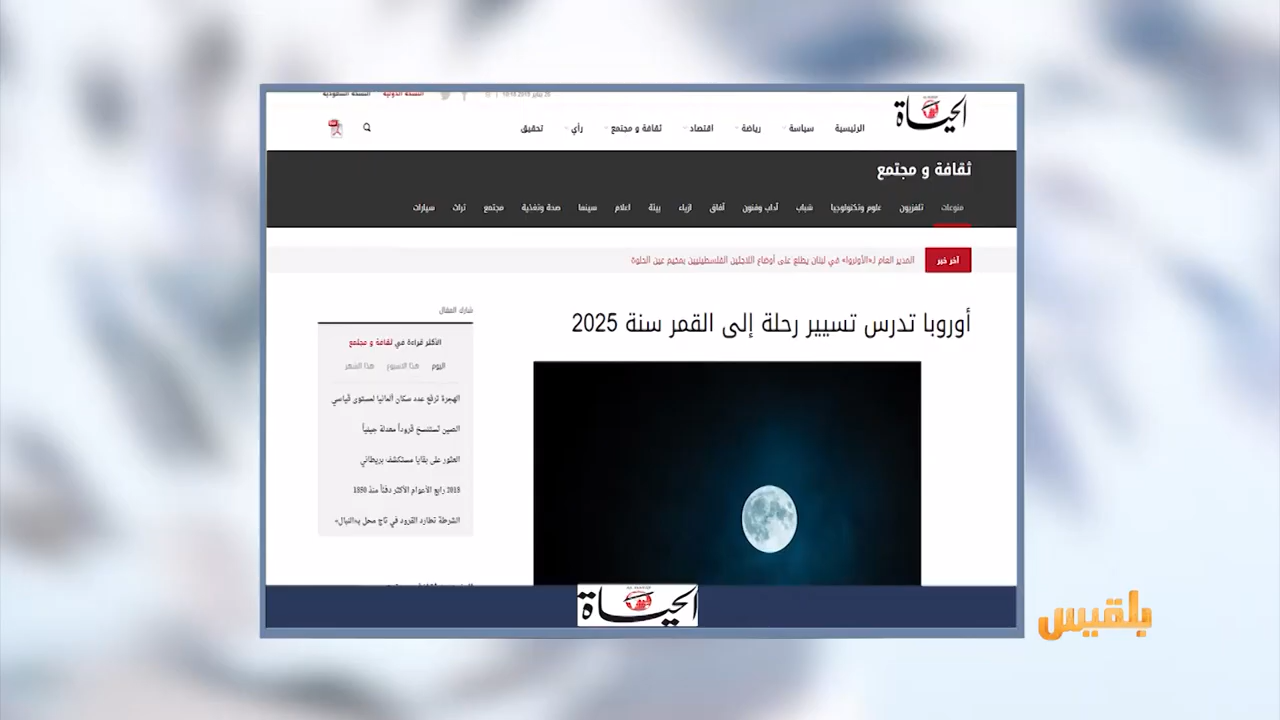 النسخة الدولية النسخة السعودية
الحياة
الرئيسية سياسة رياضة اقتصاد ثقافة و مجتمع رأي تحقيق
ثقافة و مجتمع
منوعات تلفزيون علوم وتكنولوجيا شباب آداب وفنون آفاق ازياء بيئة اعلام سينما صحة وتغذية مجتمع تراث سيارات
آخر خبر
المدير العام لـ«الأونروا» في لبنان يطلع على أوضاع اللاجئين الفلسطينيين بمخيم عين الحلوة
أوروبا تدرس تسيير رحلة إلى القمر سنة 2025
شارك المقال
الأكثر قراءة في ثقافة و مجتمع
اليوم هذا الاسبوع هذا الشهر
الهجرة ترفع عدد سكان ألمانيا لمستوى قياسي
الصين تستنسخ قروداً معدلة جينياً
العثور على بقايا مستكشف بريطاني
2018 رابع الأعوام الأكثر دفئاً منذ 1850
الشرطة تطارد القرود في تاج محل بـ«النبال»
الحياة
بلقيس